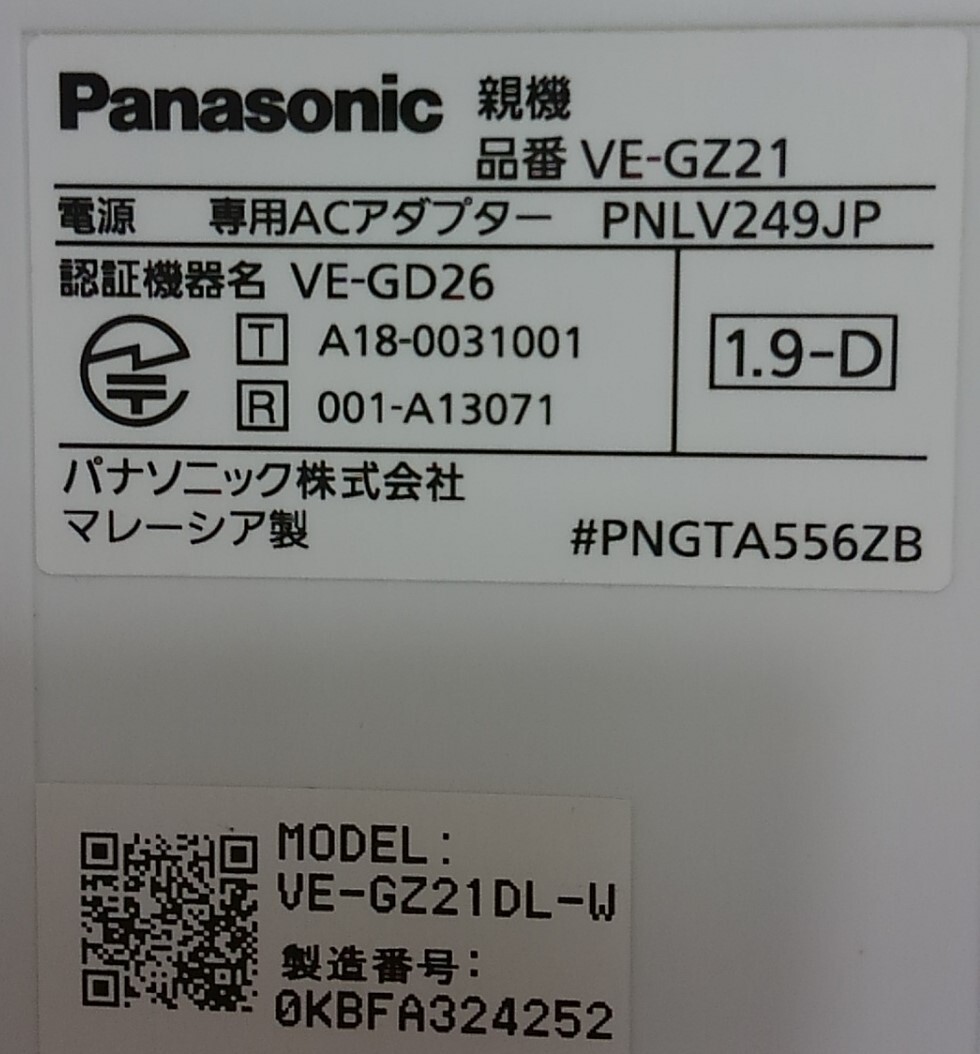 Panasonic 親機
品番 VE-GZ21
電源 専用ACアダプター PNLV249JP
認証機器名 VE-GD26
T A18-0031001
R 001-A13071
1.9-D
パナソニック株式会社
マレーシア製 #PNGTA556ZB
MODEL:
VE-GZ21DL-W
製造番号:
0KBFA324252